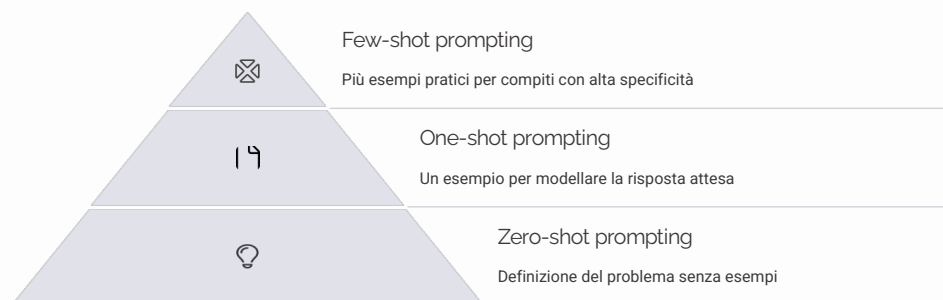 Few-shot prompting
Più esempi pratici per compiti con alta specificità
One-shot prompting
Un esempio per modellare la risposta attesa
Zero-shot prompting
Definizione del problema senza esempi